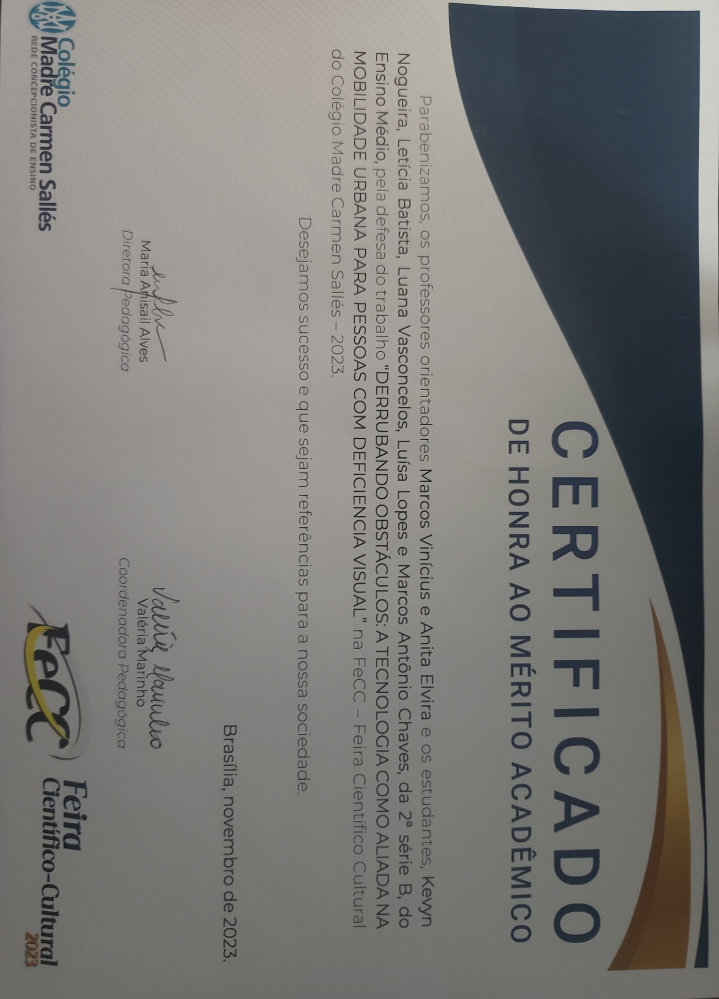 CERTIFICADO
DE HONRA AO MÉRITO ACADÊMICO
Parabenizamos, os professores orientadores Marcos Vinícius e Anita Elvira e os estudantes, Kevyn
Nogueira, Letícia Batista, Luana Vasconcelos, Luísa Lopes e Marcos Antônio Chaves, da 2ª série B, do
Ensino Médio, pela defesa do trabalho "DERRUBANDO OBSTÁCULOS: A TECNOLOGIA COMO ALIADA NA
MOBILIDADE URBANA PARA PESSOAS COM DEFICIENCIA VISUAL" na FeCC – Feira Científico Cultural
do Colégio Madre Carmen Sallés – 2023.
Desejamos sucesso e que sejam referências para a nossa sociedade.
Brasília, novembro de 2023.
Maria Anisail Alves
Diretora Pedagógica
Valéria Marinho
Valéria Marinho
Coordenadora Pedagógica
Colégio
Madre Carmen Sallés
REDE CONCEPCIONISTA DE ENSINO
FeCC
Feira
Científico-Cultural
2023